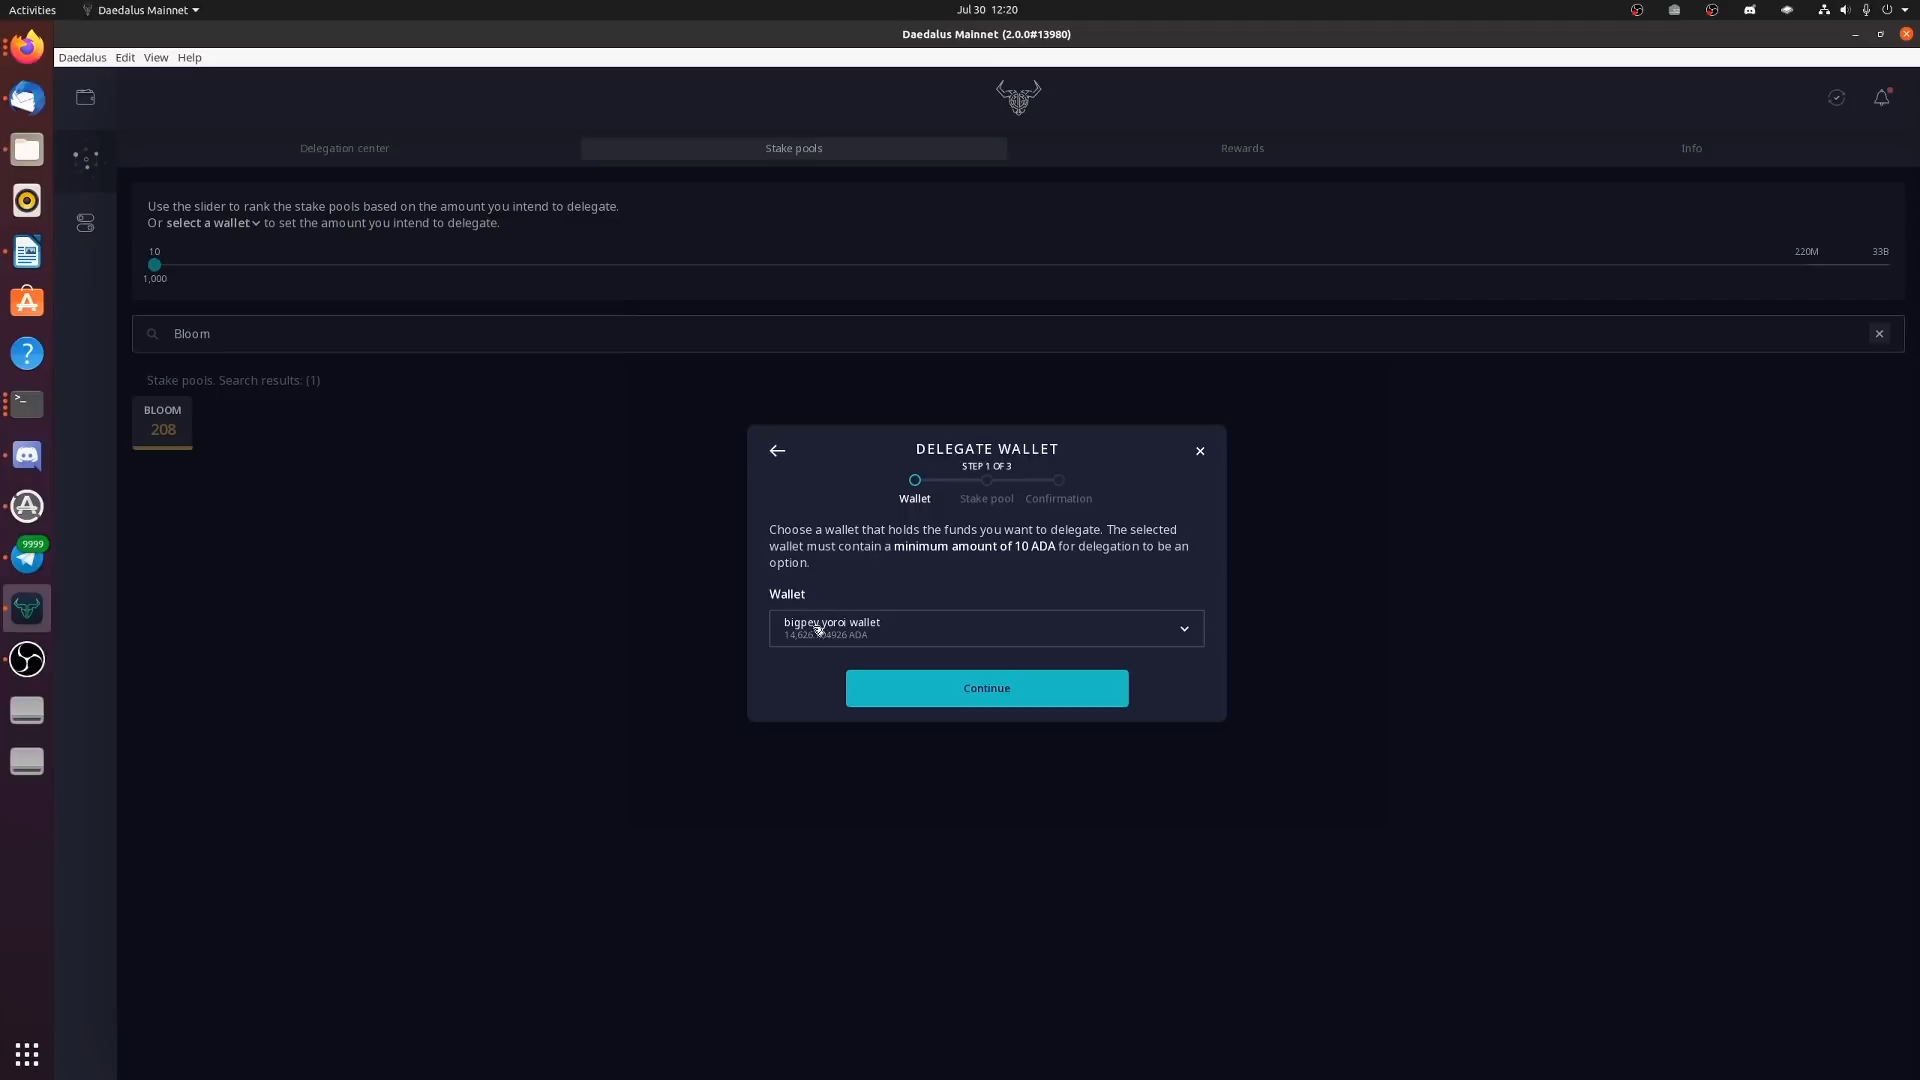 Activities
Daedalus Mainnet
Jul 30 12:20
Daedalus Mainnet (2.0.0#13980)
Daedalus Edit View Help
Delegation center
Stake pools
Rewards
Info
Use the slider to rank the stake pools based on the amount you intend to delegate.
Or select a wallet to set the amount you intend to delegate.
10
220M
33B
1,000
Bloom
Stake pools. Search results: (1)
BLOOM
208
DELEGATE WALLET
STEP 1 OF 3
Wallet
Stake pool
Confirmation
Choose a wallet that holds the funds you want to delegate. The selected
wallet must contain a minimum amount of 10 ADA for delegation to be an
option.
Wallet
bigpey yoroi wallet
ADA
Continue
9999